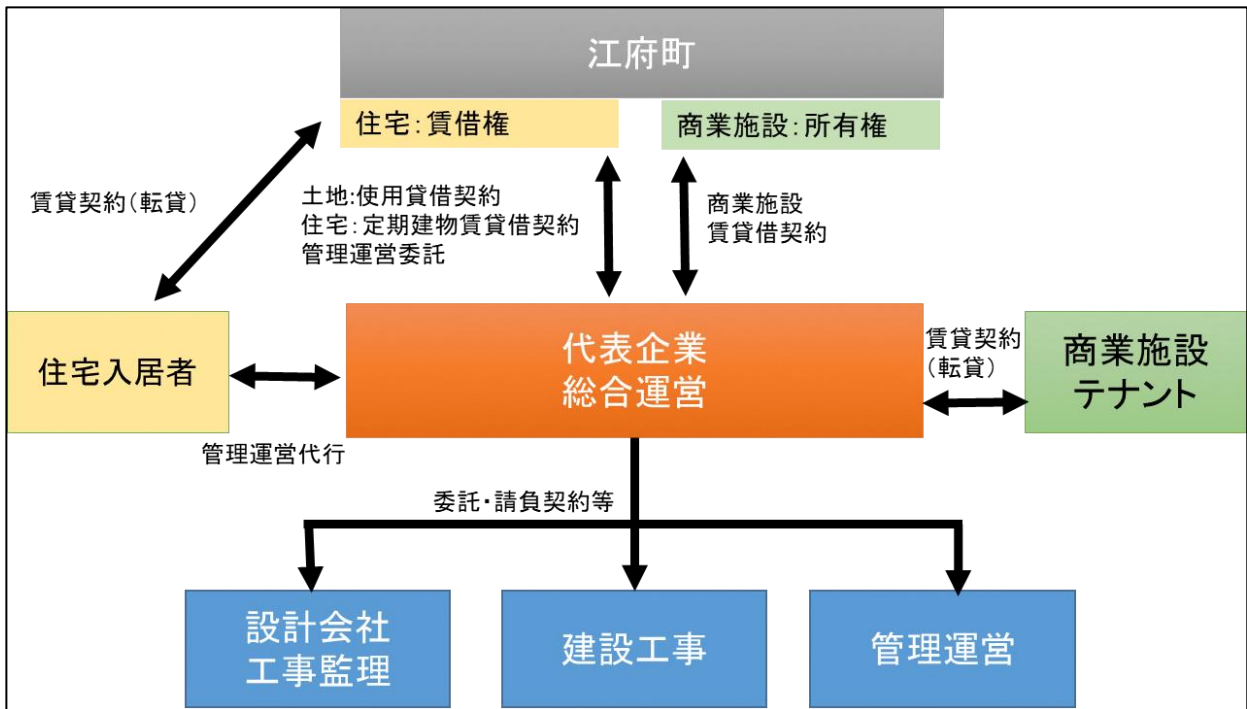 江府町
住宅：賃借権
商業施設：所有権
賃貸契約（転貸）
土地:使用貸借契約
住宅：定期建物賃貸借契約
管理運営委託
商業施設
賃貸借契約
住宅入居者
代表企業
総合運営
賃貸契約
（転貸）
商業施設
テナント
管理運営代行
委託・請負契約等
設計会社
工事監理
建設工事
管理運営